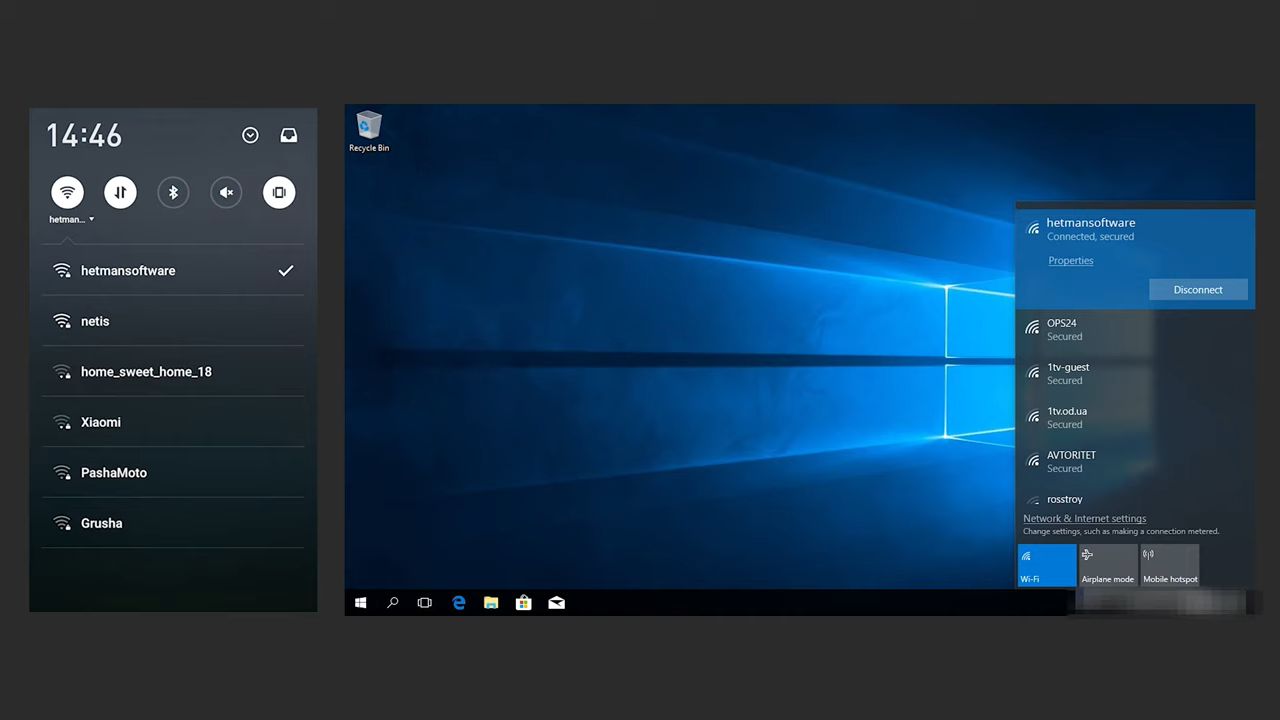 14:46
hetman...
hetmansoftware
netis
home_sweet_home_18
Xiaomi
PashaMoto
Grusha
Recycle Bin
hetmansoftware
Connected, secured
Properties
Disconnect
OPS24
Secured
1tv-guest
Secured
1tv.od.ua
Secured
AVTORITET
Secured
rosstroy
Network & Internet settings
Change settings, such as making a connection metered.
Wi-Fi
Airplane mode
Mobile hotspot